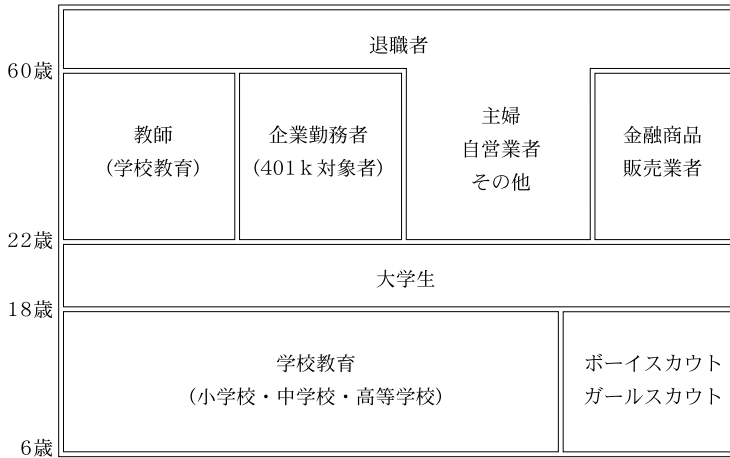 退職者
60歳
教師
(学校教育)
企業勤務者
(401k対象者)
主婦
自営業者
その他
金融商品
販売業者
22歳
大学生
18歳
学校教育
(小学校・中学校・高等学校)
ボーイスカウト
ガールスカウト
6歳